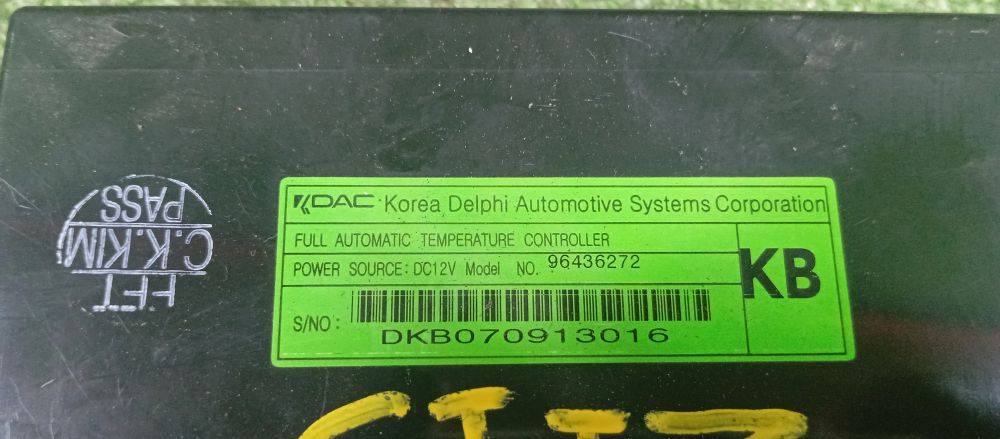 KDAC Korea Delphi Automotive Systems Corporation
FULL AUTOMATIC TEMPERATURE CONTROLLER
POWER SOURCE: DC12V Model NO. 96436272
KB
S/NO:
DKB070913016
FFT
C.K.KIM
PASS